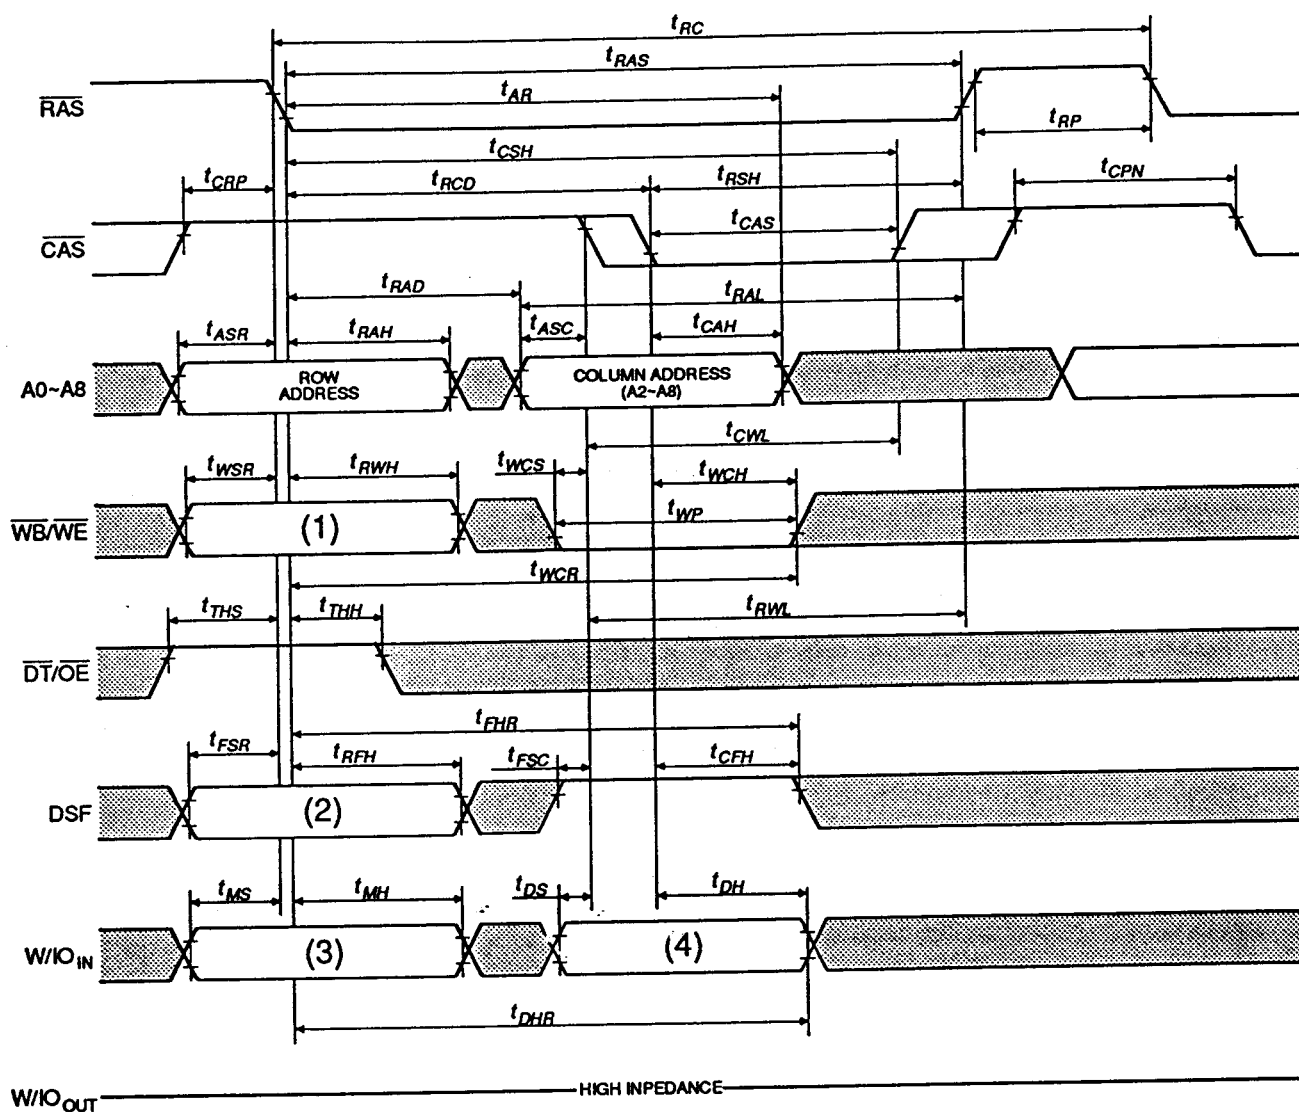 tRC
tRAS
RAS
tAR
tRP
tCSH
tCRP
tRCD
tRSH
tCPN
tCAS
CAS
tRAD
tRAL
tASR
tRAH
tASC
tCAH
A0~A8
ROW
ADDRESS
COLUMN ADDRESS
(A2~A8)
tCWL
tWSR
tRWH
tWCS
tWCH
tWP
WB/WE
(1)
tWCR
tTHS
tTHH
tRWL
DT/OE
tFHR
tFSR
tRFH
tFSC
tCFH
DSF
(2)
tMS
tMH
tDS
tDH
W/IOIN
(3)
(4)
tDHR
W/IOOUT
HIGH INPEDANCE